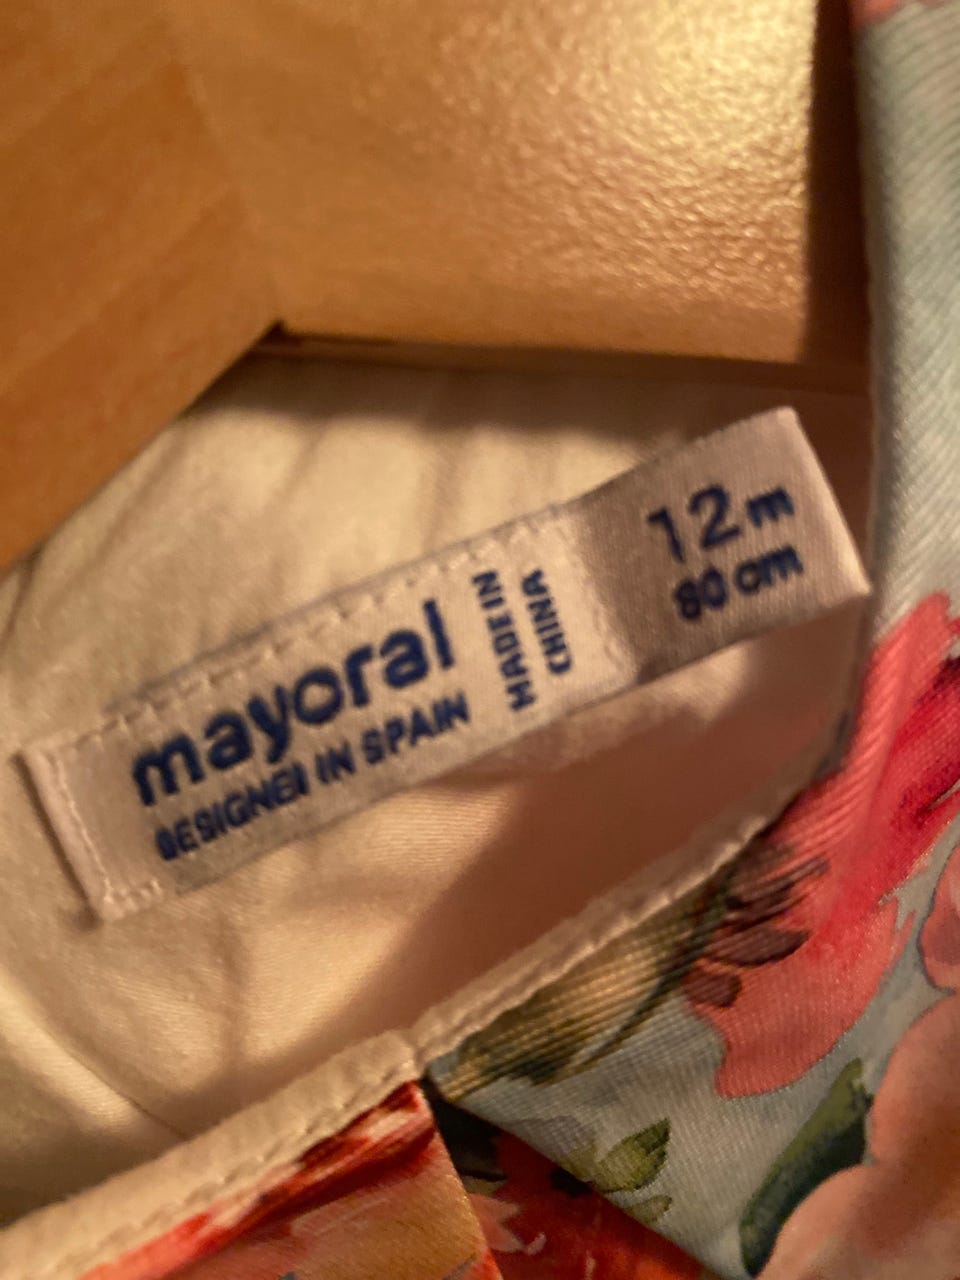 mayoral
DESIGNED IN SPAIN
MADE IN
CHINA
12m
80 cm